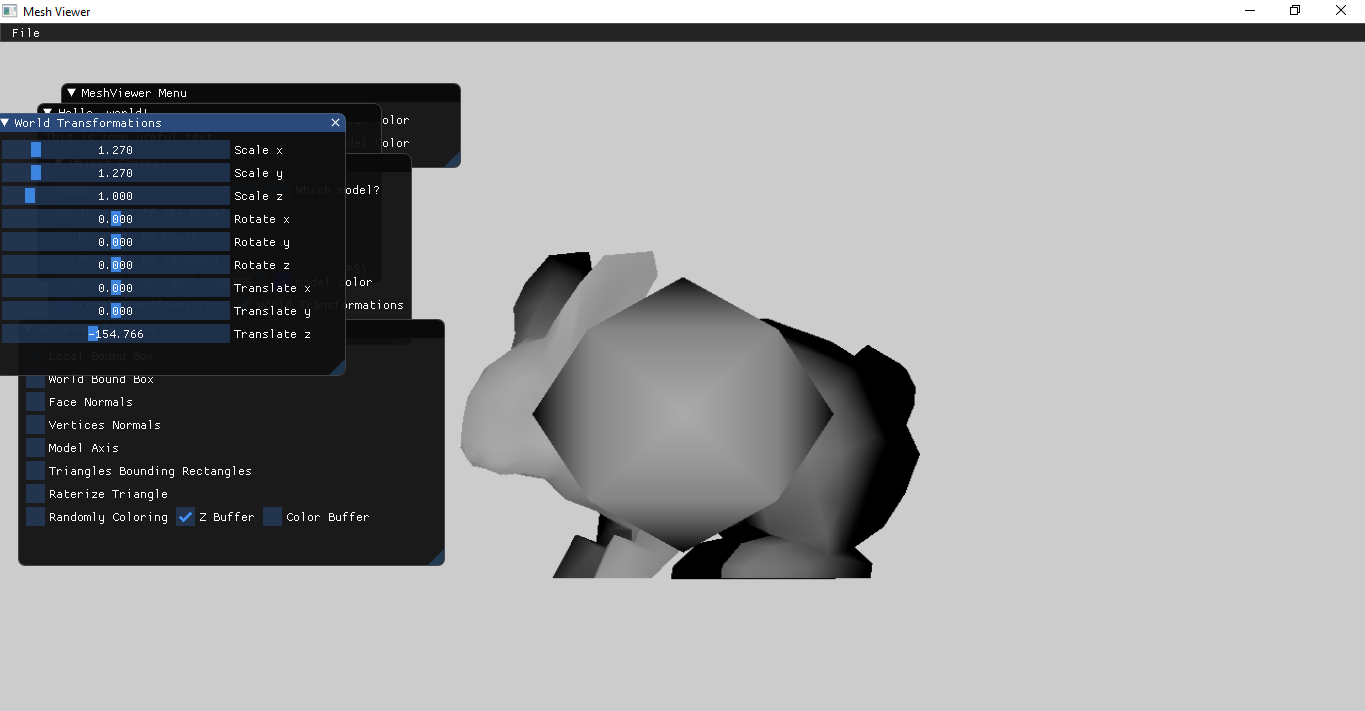 Mesh Viewer
File
MeshViewer Menu
Hello, world!
World Transformations
olor
1.270 Scale x
del Color
1.270 Scale y
1.000 Scale z
Which model?
0.000 Rotate x
0.000 Rotate y
0.000 Rotate z
0.000 Translate x
del color
0.000 Translate y
World Transformations
-154.766 Translate z
Local Bound Box
World Bound Box
Face Normals
Vertices Normals
Model Axis
Triangles Bounding Rectangles
Raterize Triangle
Randomly Coloring Z Buffer Color Buffer